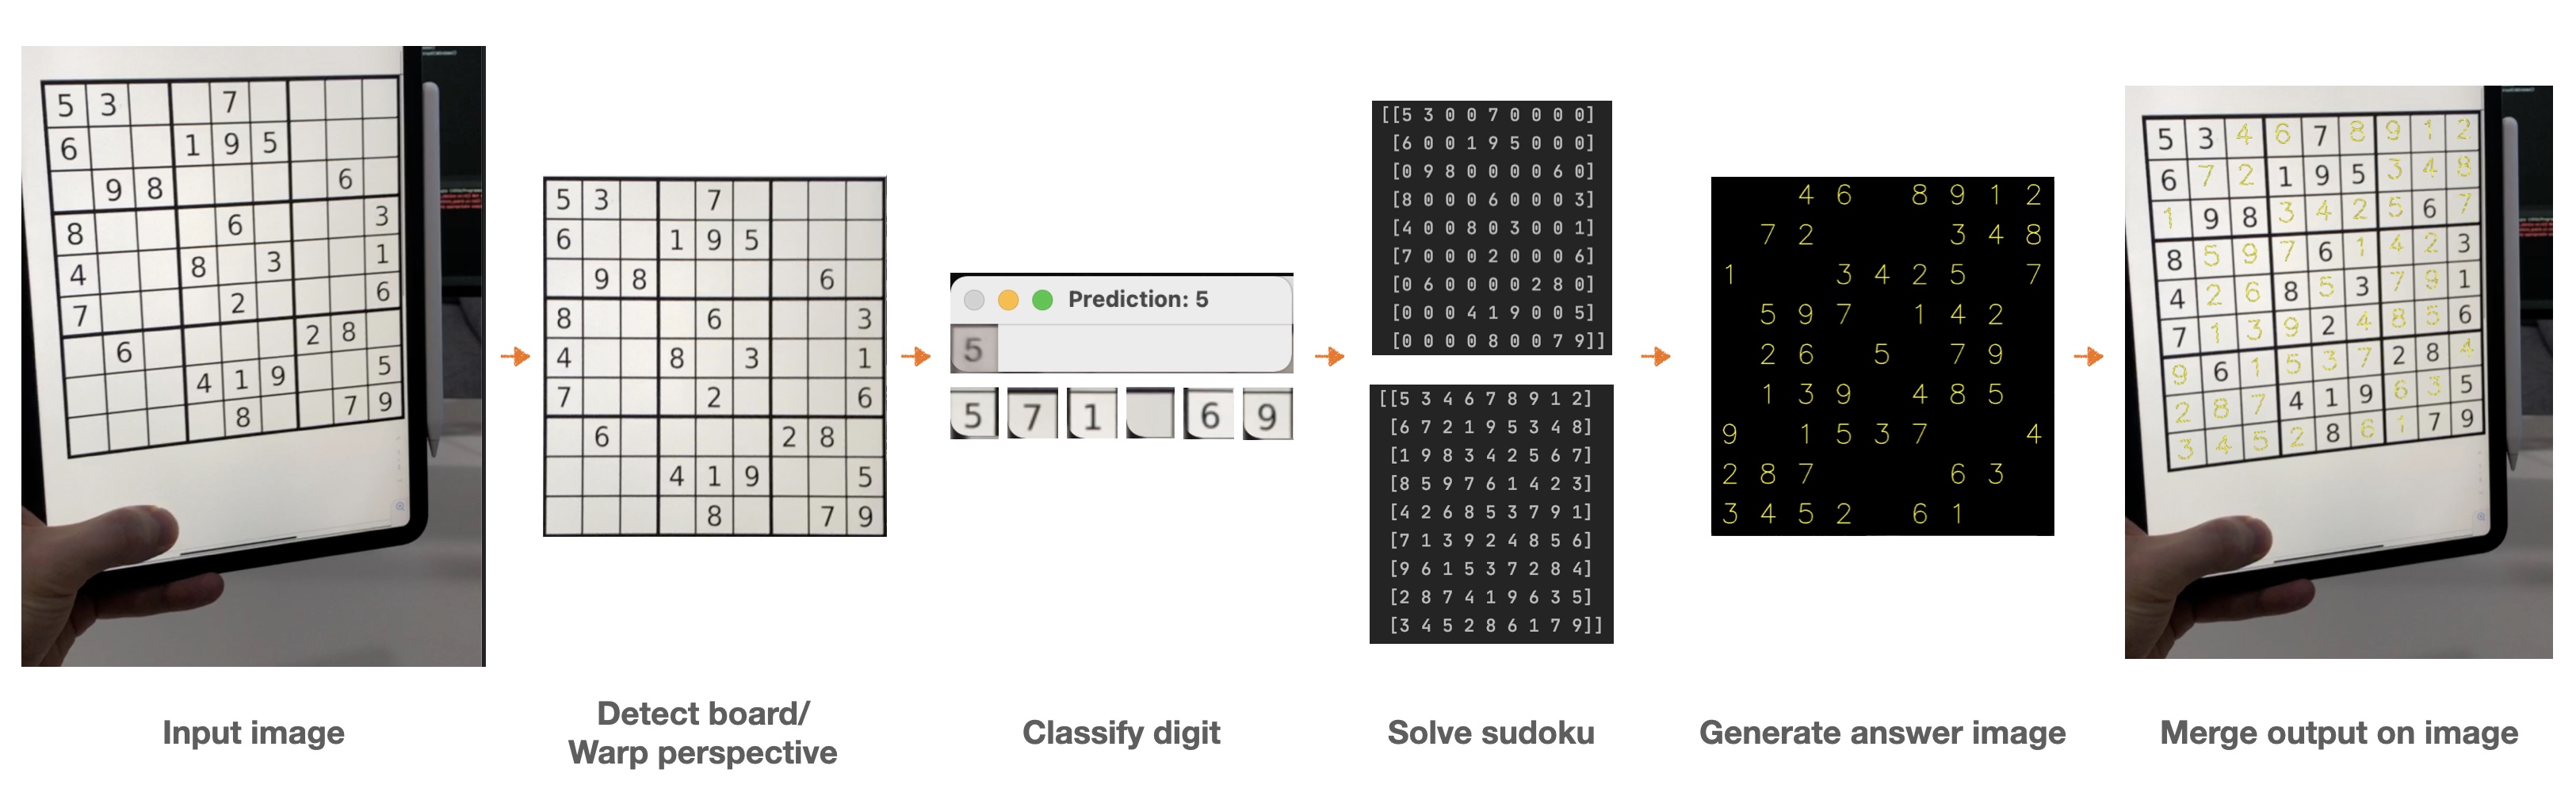 5 3 7
6 1 9 5
9 8 6
8 6 3
4 8 3 1
7 2 6
6 2 8
4 1 9 5
8 7 9
Input image
5 3 7
6 1 9 5
9 8 6
8 6 3
4 8 3 1
7 2 6
6 2 8
4 1 9 5
8 7 9
Detect board/
Warp perspective
Prediction: 5
5
5 7 1 6 9
Classify digit
[[5 3 0 0 7 0 0 0 0]
[6 0 0 1 9 5 0 0 0]
[0 9 8 0 0 0 0 6 0]
[8 0 0 0 6 0 0 0 3]
[4 0 0 8 0 3 0 0 1]
[7 0 0 0 2 0 0 0 6]
[0 6 0 0 0 0 2 8 0]
[0 0 0 4 1 9 0 0 5]
[0 0 0 0 8 0 0 7 9]]
[[5 3 4 6 7 8 9 1 2]
[6 7 2 1 9 5 3 4 8]
[1 9 8 3 4 2 5 6 7]
[8 5 9 7 6 1 4 2 3]
[4 2 6 8 5 3 7 9 1]
[7 1 3 9 2 4 8 5 6]
[9 6 1 5 3 7 2 8 4]
[2 8 7 4 1 9 6 3 5]
[3 4 5 2 8 6 1 7 9]]
Solve sudoku
4 6 8 9 1 2
7 2 3 4 8
1 3 4 2 5 7
5 9 7 1 4 2
2 6 5 7 9
1 3 9 4 8 5
9 1 5 3 7 4
2 8 7 6 3
3 4 5 2 6 1
Generate answer image
5 3 4 6 7 8 9 1 2
6 7 2 1 9 5 3 4 8
1 9 8 3 4 2 5 6 7
8 5 9 7 6 1 4 2 3
4 2 6 8 5 3 7 9 1
7 1 3 9 2 4 8 5 6
9 6 1 5 3 7 2 8 4
2 8 7 4 1 9 6 3 5
3 4 5 2 8 6 1 7 9
Merge output on image